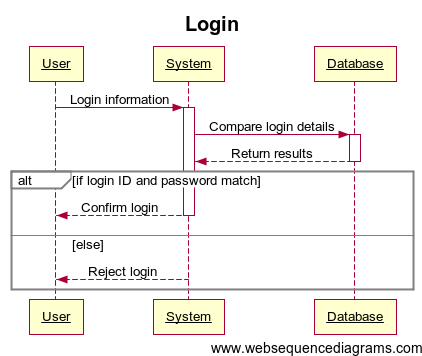 Login
User System Database
Login information
Compare login details
Return results
alt [if login ID and password match]
Confirm login
[else]
Reject login
User System Database
www.websequencediagrams.com